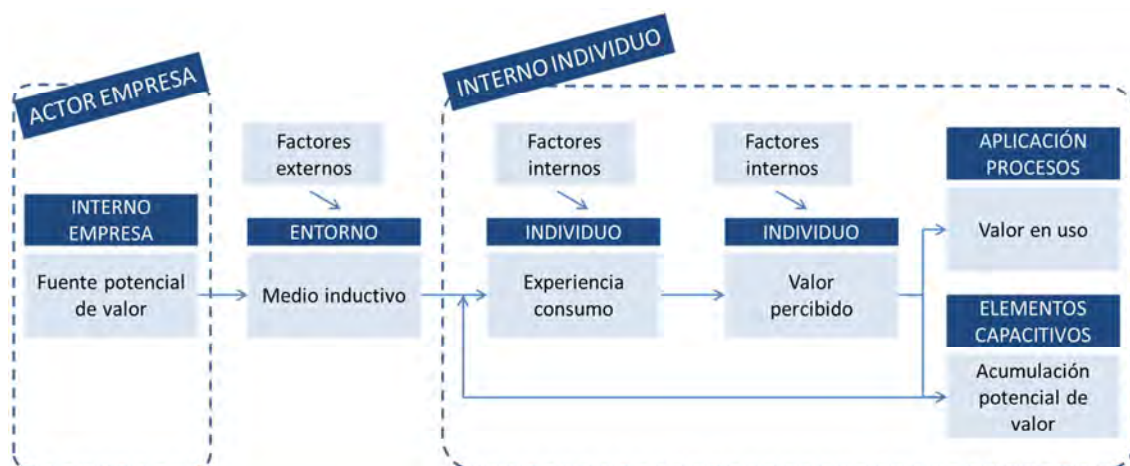 ACTOR EMPRESA
INTERNO INDIVIDUO
Factores
externos
Factores
internos
Factores
internos
INTERNO
EMPRESA
Fuente potencial
de valor
ENTORNO
Medio inductivo
INDIVIDUO
Experiencia
consumo
INDIVIDUO
Valor
percibido
APLICACIÓN
PROCESOS
Valor en uso
ELEMENTOS
CAPACITIVOS
Acumulación
potencial de
valor